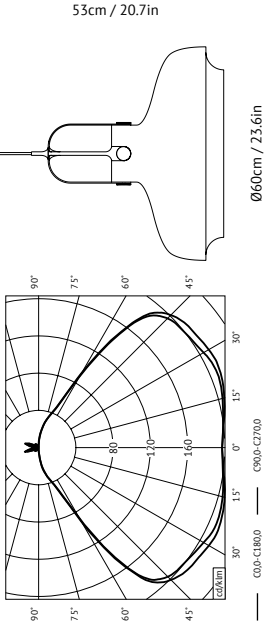 53cm / 20.7in
Ø60cm / 23.6in
90° 90°
75° 75°
60° 60°
45° 45°
30° 15° 0° 15° 30°
80
120
160
cd/klm
C0,0-C180,0 C90,0-C270,0